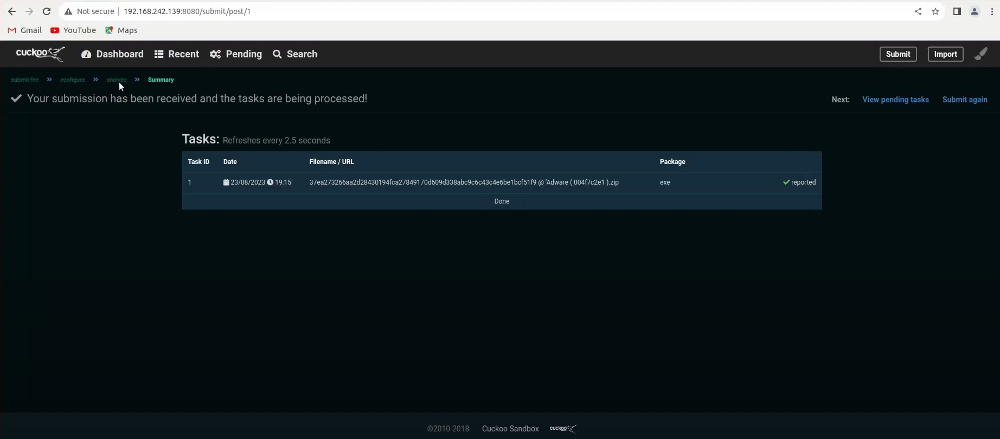 Not secure 192.168.242.139:8080/submit/post/1
Gmail YouTube Maps
cuckoo Dashboard Recent Pending Search Submit Import
submit file » configure » analyze » Summary
Your submission has been received and the tasks are being processed! Next: View pending tasks Submit again
Tasks: Refreshes every 2.5 seconds
Task ID Date Filename / URL Package
1 23/08/2023 19:15 37ea273266aa2d28430194fca27849170d609d338abc9c6c43c4e6be1bcf51f9 @ 'Adware ( 004f7c2e1 ).zip exe reported
Done
©2010-2018 Cuckoo Sandbox cuckoo